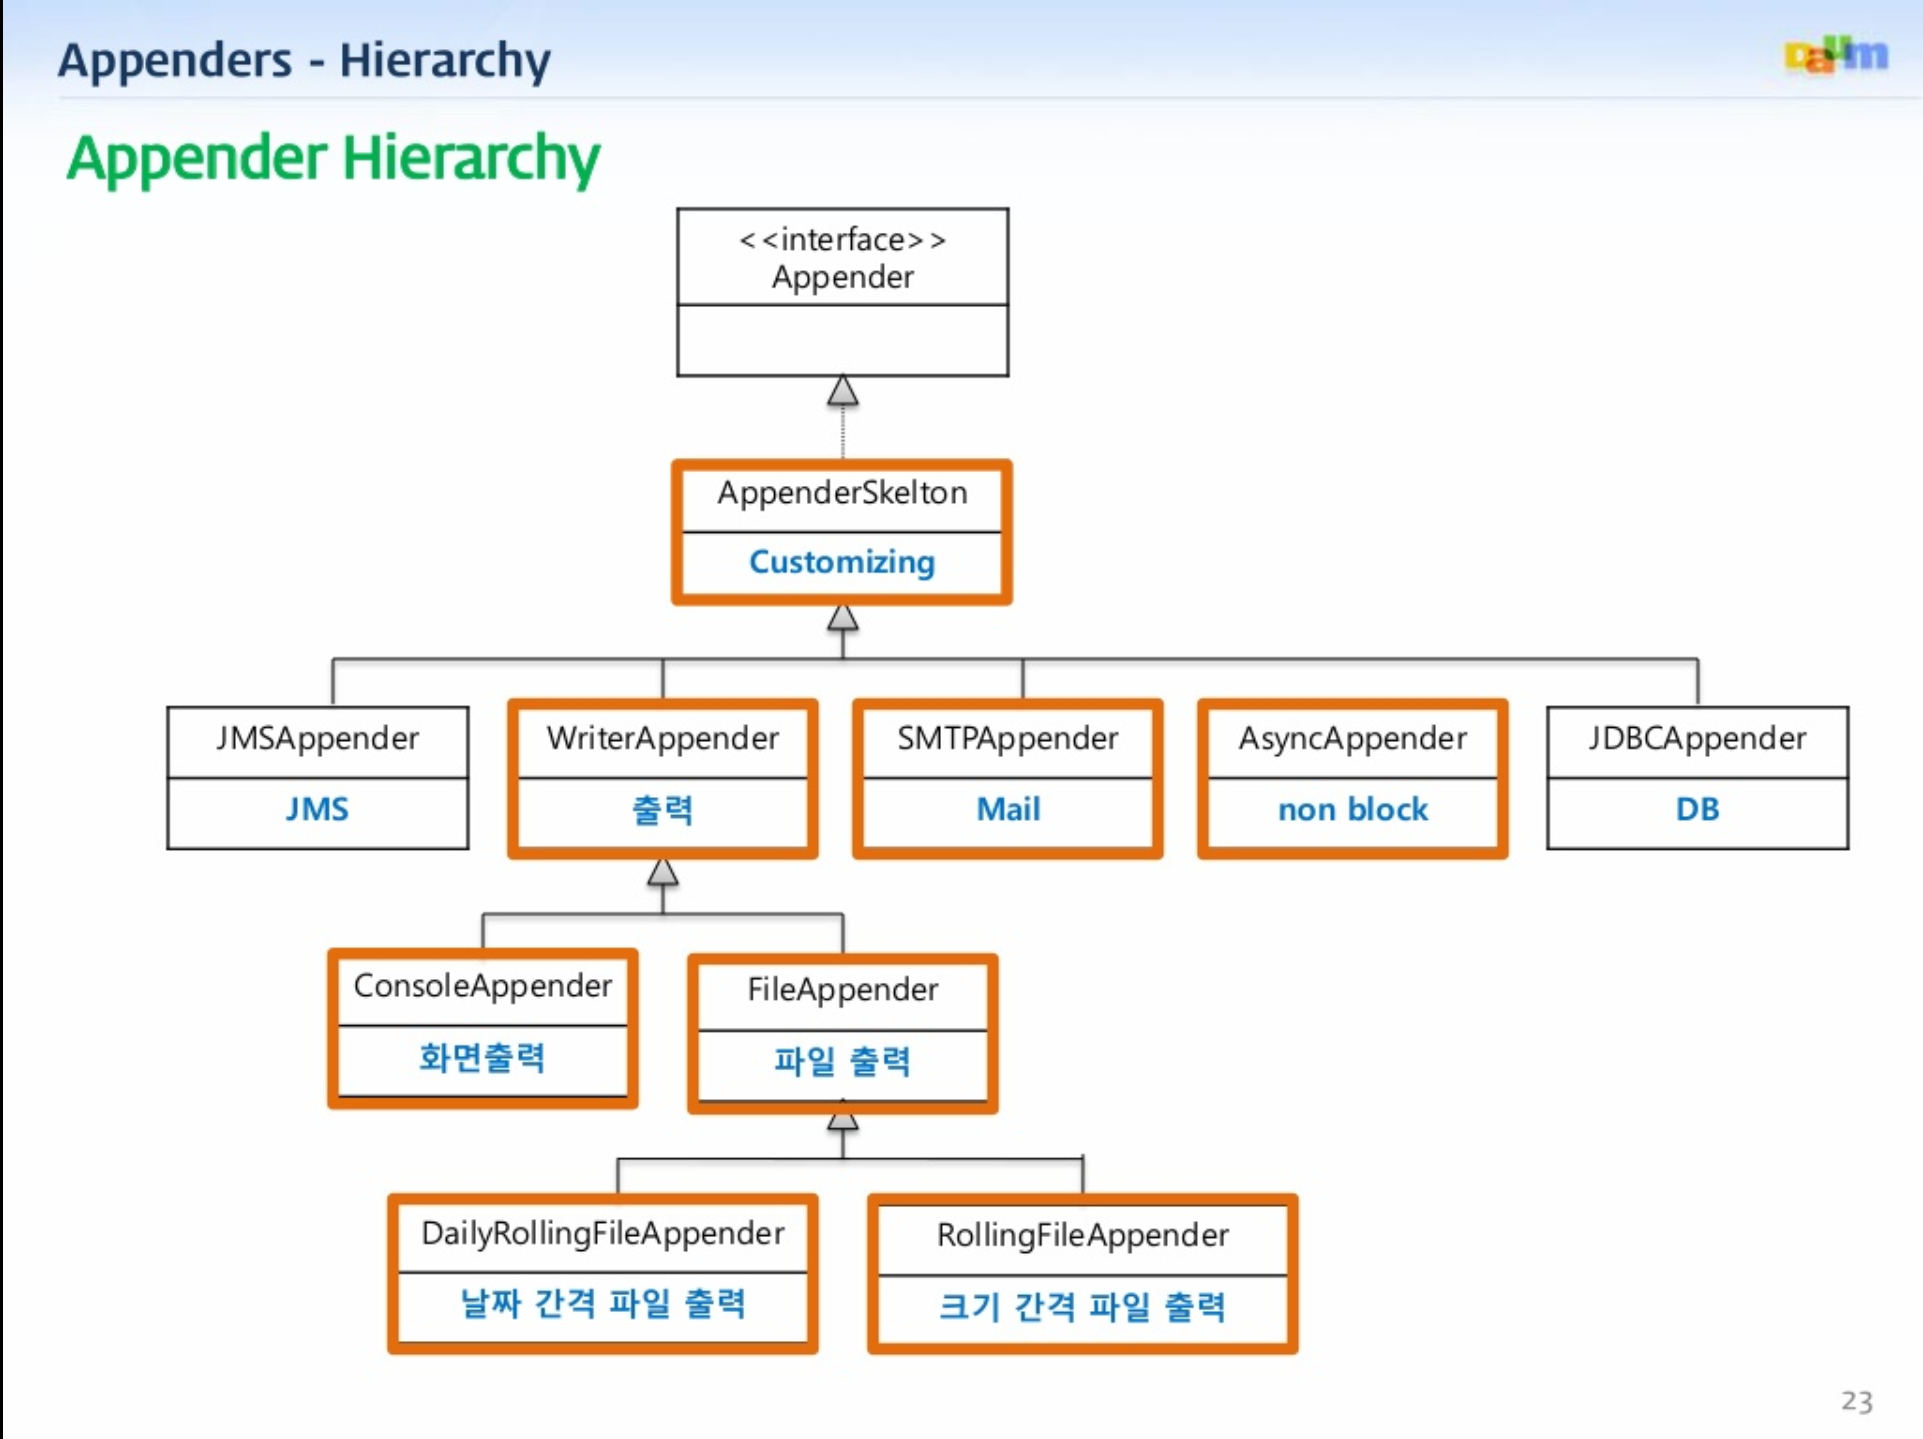 Appenders - Hierarchy
Daum
Appender Hierarchy
<<interface>>
Appender
AppenderSkelton
Customizing
JMSAppender
JMS
WriterAppender
출력
SMTPAppender
Mail
AsyncAppender
non block
JDBCAppender
DB
ConsoleAppender
화면출력
FileAppender
파일 출력
DailyRollingFileAppender
날짜 간격 파일 출력
RollingFileAppender
크기 간격 파일 출력
23